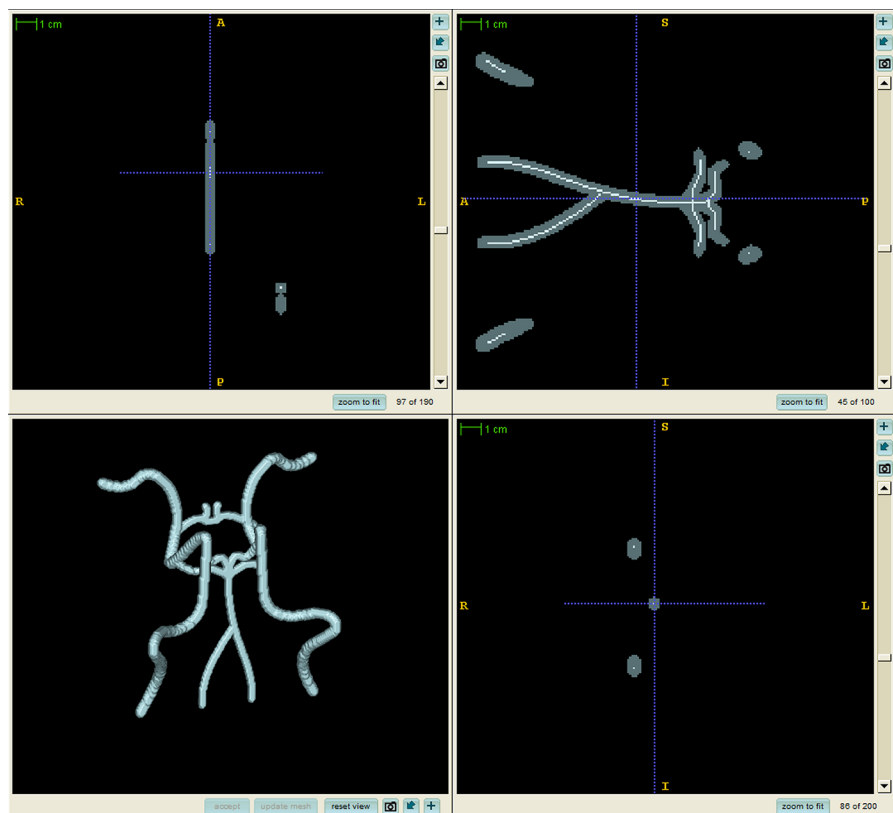 1 cm
A
R
L
P
zoom to fit 97 of 190
1 cm
S
A
P
I
zoom to fit 45 of 100
accept update mesh reset view
1 cm
S
R
L
I
zoom to fit 86 of 200